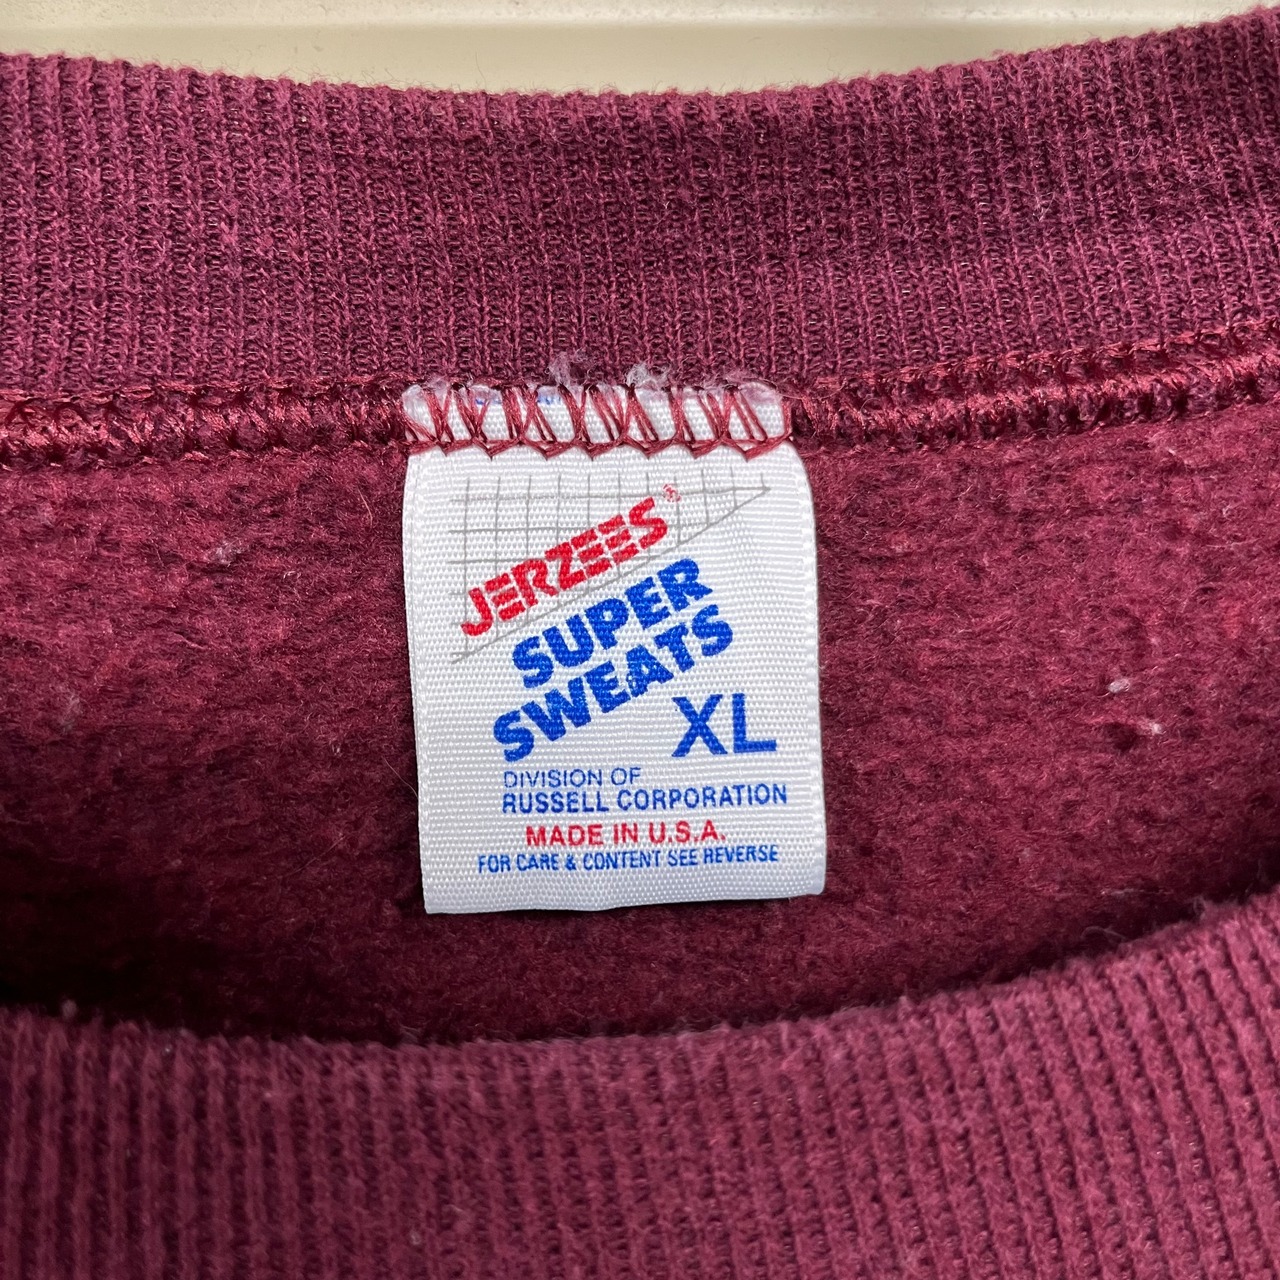 JERZEES®
SUPER
SWEATS
XL
DIVISION OF
RUSSELL CORPORATION
MADE IN U.S.A.
FOR CARE & CONTENT SEE REVERSE